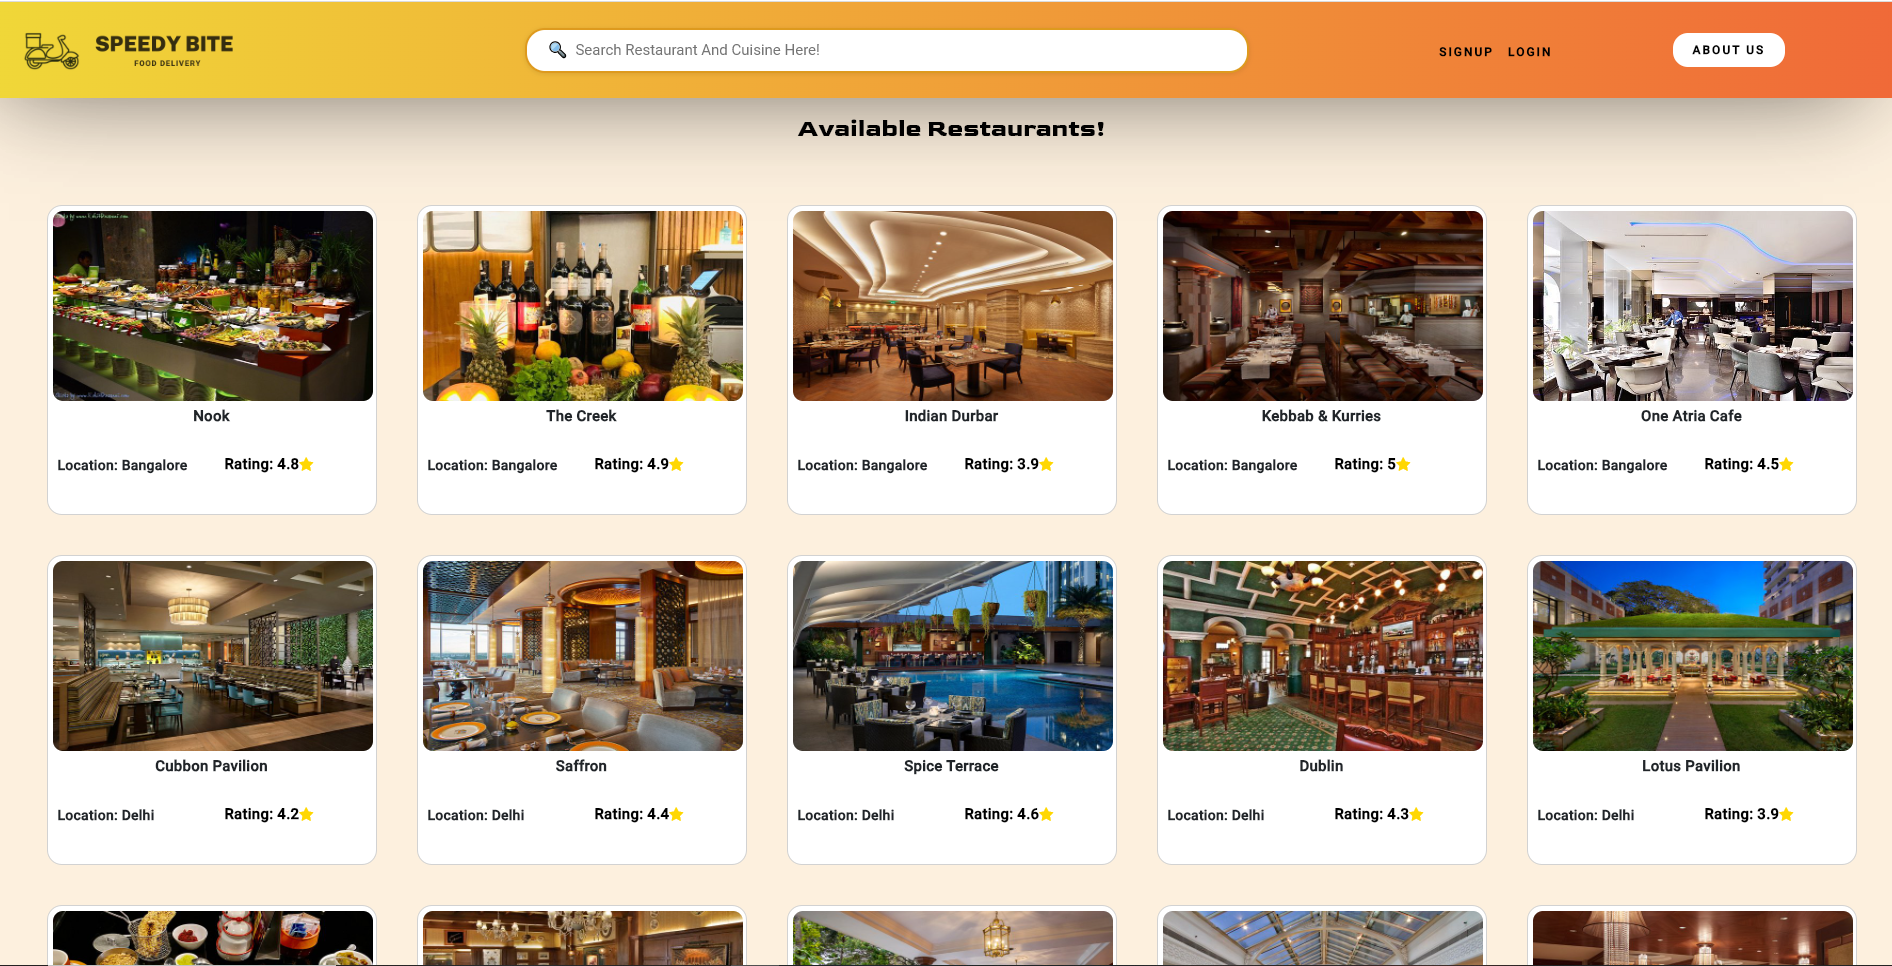 SPEEDY BITE
FOOD DELIVERY
Search Restaurant And Cuisine Here!
SIGNUP LOGIN
ABOUT US
Available Restaurants!
Nook
Location: Bangalore Rating: 4.8
The Creek
Location: Bangalore Rating: 4.9
Indian Durbar
Location: Bangalore Rating: 3.9
Kebbab & Kurries
Location: Bangalore Rating: 5
One Atria Cafe
Location: Bangalore Rating: 4.5
Cubbon Pavilion
Location: Delhi Rating: 4.2
Saffron
Location: Delhi Rating: 4.4
Spice Terrace
Location: Delhi Rating: 4.6
Dublin
Location: Delhi Rating: 4.3
Lotus Pavilion
Location: Delhi Rating: 3.9